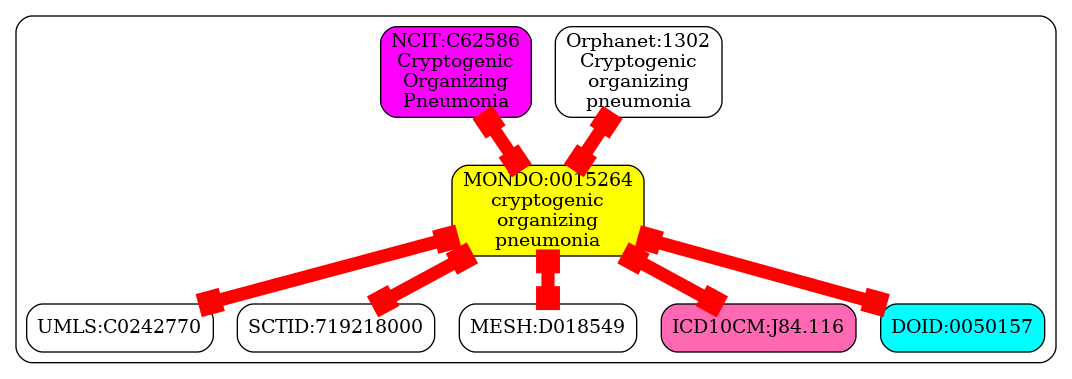 NCIT:C62586
Cryptogenic
Organizing
Pneumonia
Orphanet:1302
Cryptogenic
organizing
pneumonia
MONDO:0015264
cryptogenic
organizing
pneumonia
UMLS:C0242770
SCTID:719218000
MESH:D018549
ICD10CM:J84.116
DOID:0050157